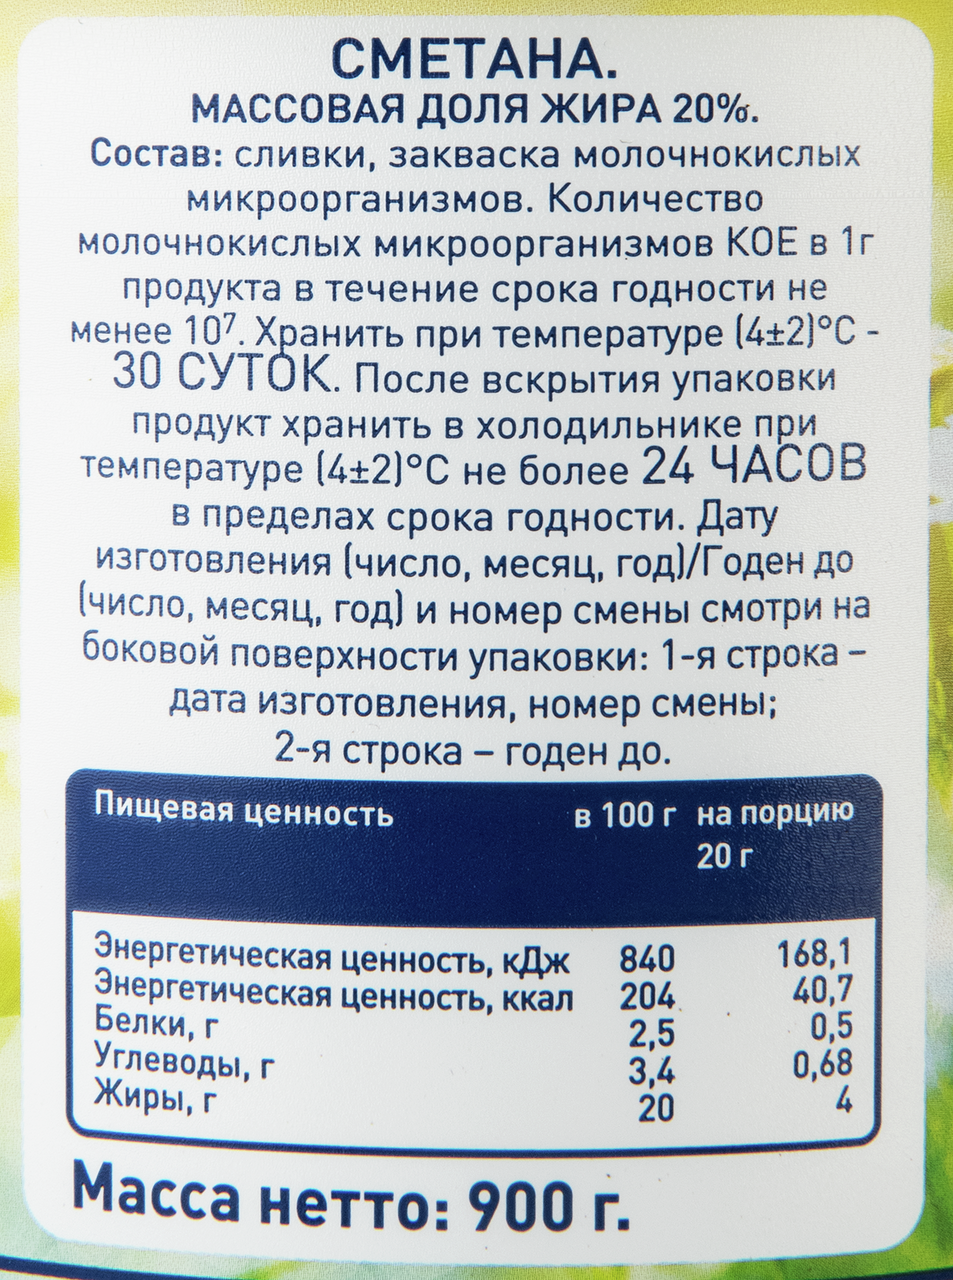 СМЕТАНА.
МАССОВАЯ ДОЛЯ ЖИРА 20%.
Состав: сливки, закваска молочнокислых
микроорганизмов. Количество
молочнокислых микроорганизмов КОЕ в 1г
продукта в течение срока годности не
менее 10⁷. Хранить при температуре (4±2)°С -
30 СУТОК. После вскрытия упаковки
продукт хранить в холодильнике при
температуре (4±2)°С не более 24 ЧАСОВ
в пределах срока годности. Дату
изготовления (число, месяц, год)/Годен до
(число, месяц, год) и номер смены смотри на
боковой поверхности упаковки: 1-я строка –
дата изготовления, номер смены;
2-я строка – годен до.
Пищевая ценность в 100 г на порцию
20 г
Энергетическая ценность, кДж 840 168,1
Энергетическая ценность, ккал 204 40,7
Белки, г 2,5 0,5
Углеводы, г 3,4 0,68
Жиры, г 20 4
Масса нетто: 900 г.